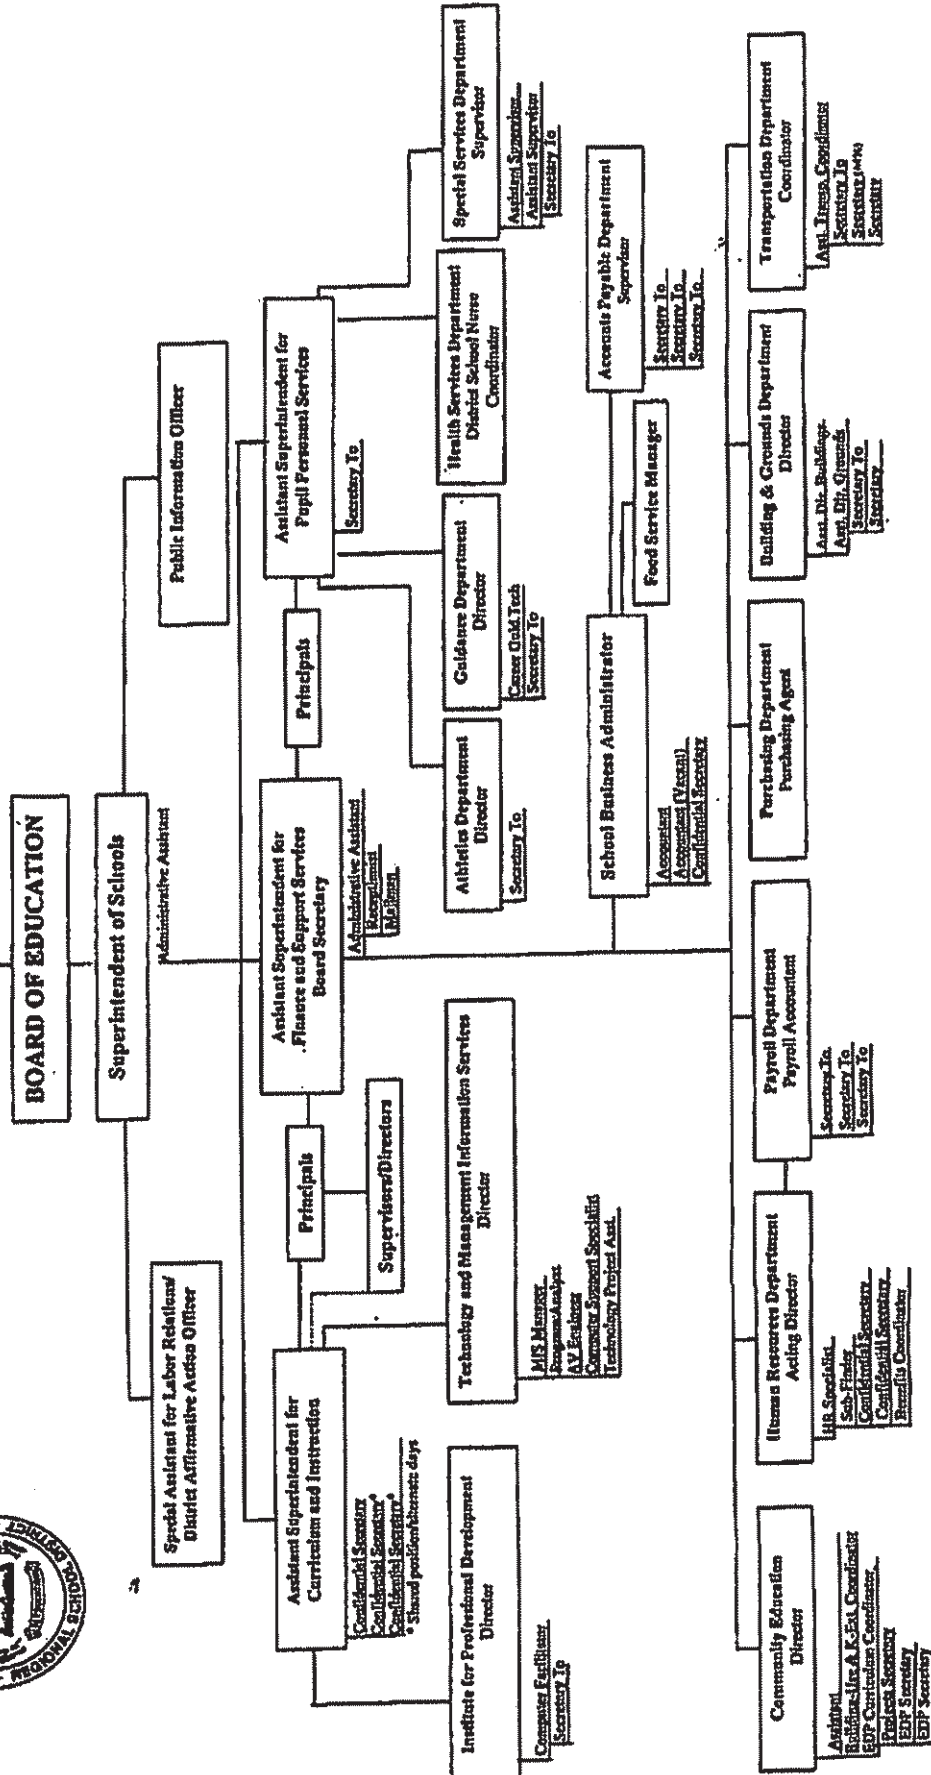 REGIONAL SCHOOL DISTRICT
BOARD OF EDUCATION
Superintendent of Schools
Administrative Assistant
Special Assistant for Labor Relations/
District Affirmative Action Officer
Public Information Officer
Assistant Superintendent for
Curriculum and Instruction
Confidential Secretary
Confidential Secretary*
Confidential Secretary*
* Shared position/alternate days
Principals
Supervisors/Directors
Assistant Superintendent for
Finance and Support Services
Board Secretary
Administrative Assistant
Receptionist
Mailman
Principals
Assistant Superintendent for
Pupil Personnel Services
Secretary To
Institute for Professional Development
Director
Computer Facilitator
Secretary To
Technology and Management Information Services
Director
MIS Manager
Program/Analyst
AV Engineer
Computer Support Specialist
Technology Project Asst.
Athletics Department
Director
Secretary To
Guidance Department
Director
Career Guid.Tech
Secretary To
Health Services Department
District School Nurse
Coordinator
Special Services Department
Supervisor
Assistant Supervisor
Assistant Supervisor
Secretary To
School Business Administrator
Accountant
Accountant (Vacant)
Confidential Secretary
Food Service Manager
Accounts Payable Department
Supervisor
Secretary To
Secretary To
Secretary To
Community Education
Director
Assistant
Building-Use & K-Ext. Coordinator
EDP Curriculum Coordinator
Projects Secretary
EDP Secretary
EDP Secretary
Human Resources Department
Acting Director
HR Specialist
Sub-Finder
Confidential Secretary
Confidential Secretary
Benefits Coordinator
Payroll Department
Payroll Accountant
Secretary To
Secretary To
Secretary To
Purchasing Department
Purchasing Agent
Building & Grounds Department
Director
Asst. Dir. Buildings
Asst. Dir. Grounds
Secretary To
Secretary
Transportation Department
Coordinator
Asst. Transp. Coordinator
Secretary To
Secretary
Secretary